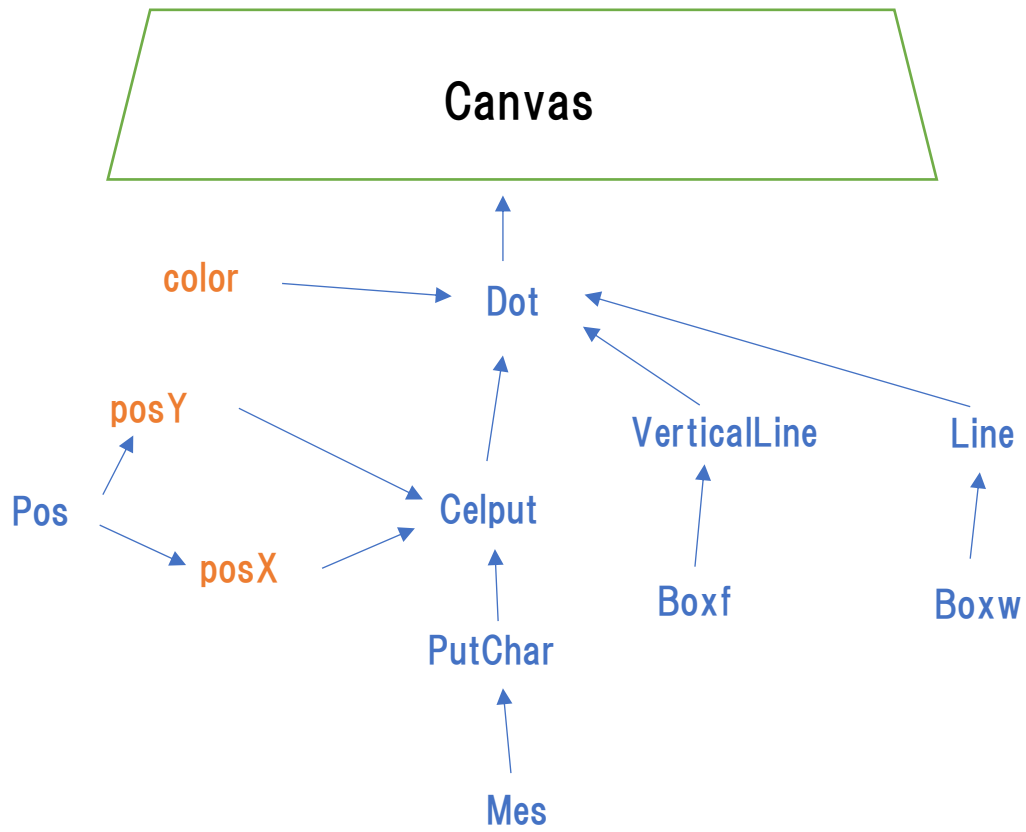 Canvas
color
Dot
posY
VerticalLine
Line
Pos
Celput
posX
Boxf
Boxw
PutChar
Mes